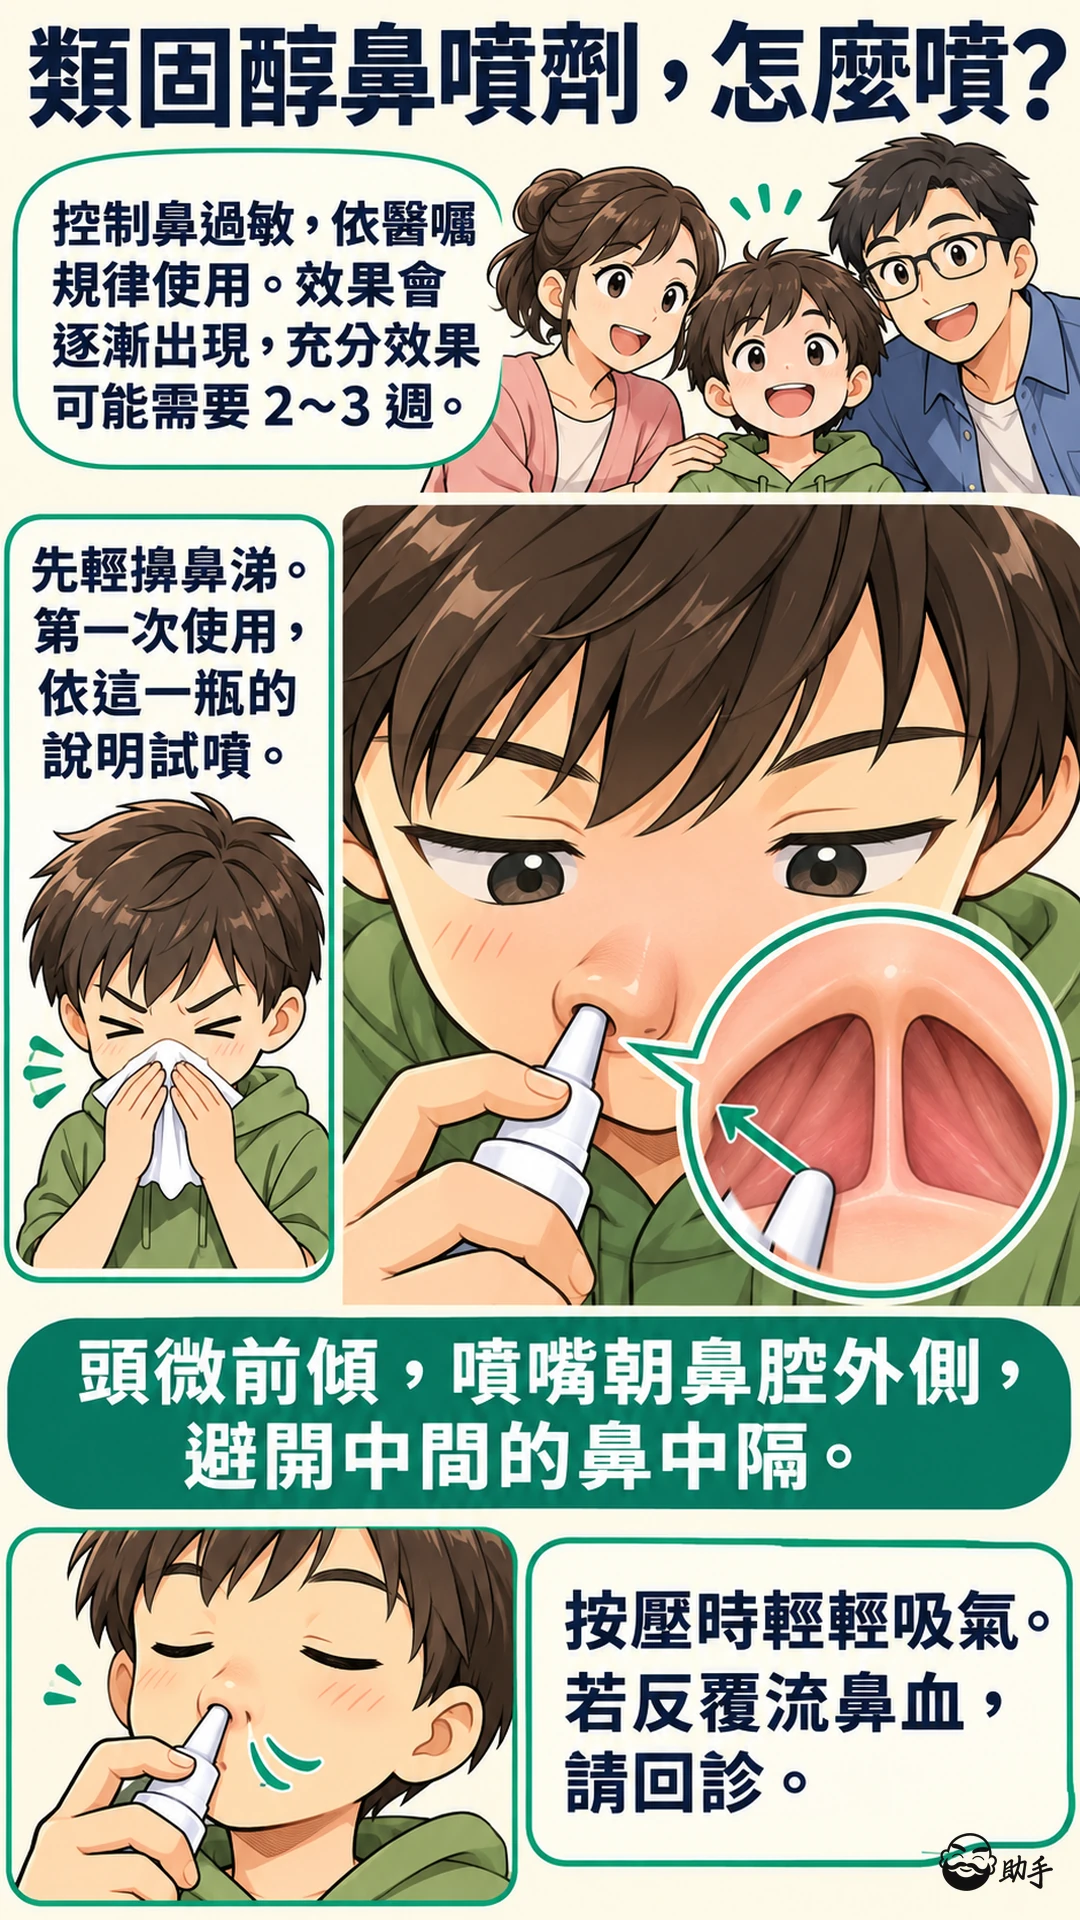 類固醇鼻噴劑，怎麼噴？
控制鼻過敏，依醫囑
規律使用。效果會
逐漸出現，充分效果
可能需要 2～3 週。
先輕擤鼻涕。
第一次使用，
依這一瓶的
說明試噴。
頭微前傾，噴嘴朝鼻腔外側，
避開中間的鼻中隔。
按壓時輕輕吸氣。
若反覆流鼻血，
請回診。
助手